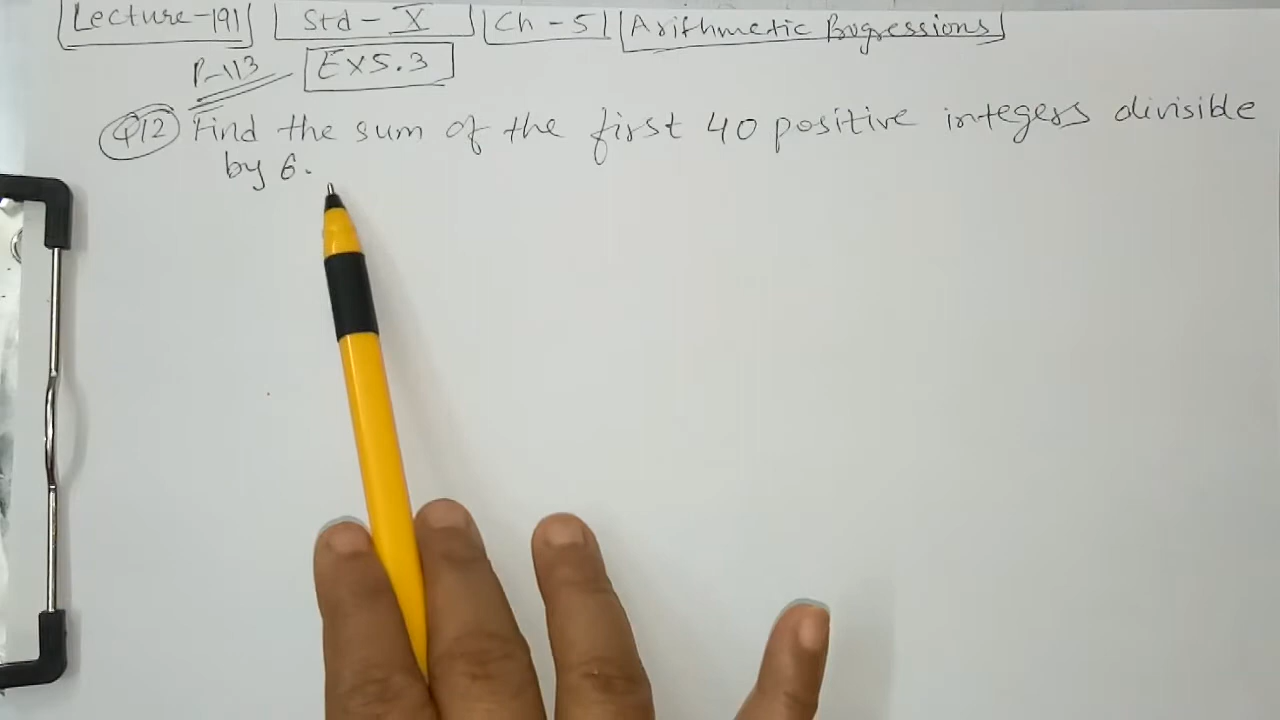 Lecture-191 Std - X Ch - 5 Arithmetic Progressions
P-113 Ex 5.3
Q12 Find the sum of the first 40 positive integers divisible
by 6.